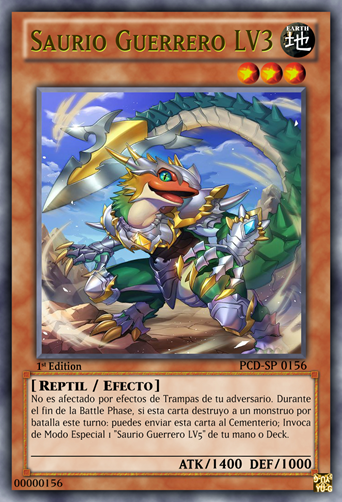 SAURIO GUERRERO LV3
EARTH
地
1st Edition
PCD-SP 0156
[ REPTIL / EFECTO ]
No es afectado por efectos de Trampas de tu adversario. Durante
el fin de la Battle Phase, si esta carta destruyo a un monstruo por
batalla este turno: puedes enviar esta carta al Cementerio; Invoca
de Modo Especial 1 "Saurio Guerrero LV5" de tu mano o Deck.
ATK/1400 DEF/1000
00000156